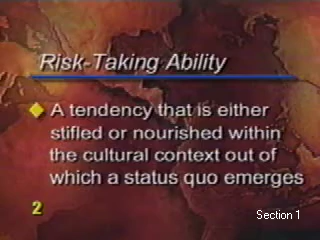 Risk-Taking Ability
A tendency that is either
stifled or nourished within
the cultural context out of
which a status quo emerges
2
Section 1